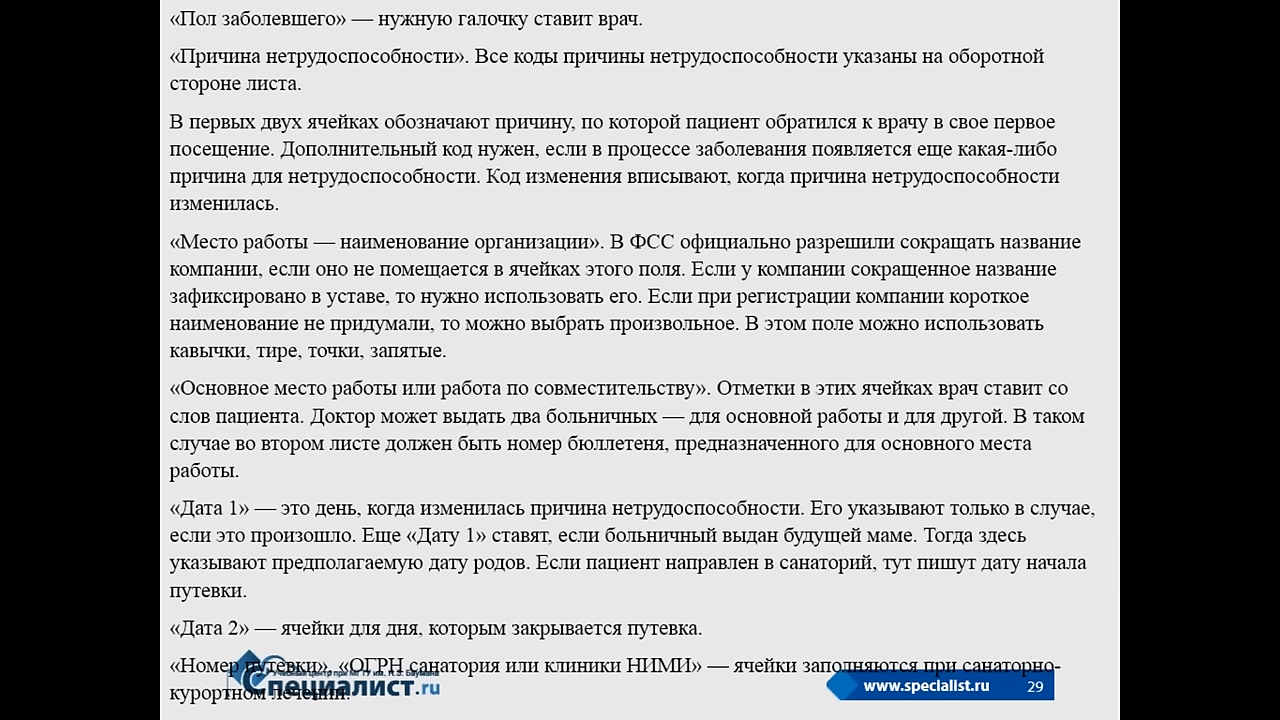 «Пол заболевшего» — нужную галочку ставит врач.
«Причина нетрудоспособности». Все коды причины нетрудоспособности указаны на оборотной
стороне листа.
В первых двух ячейках обозначают причину, по которой пациент обратился к врачу в свое первое
посещение. Дополнительный код нужен, если в процессе заболевания появляется еще какая-либо
причина для нетрудоспособности. Код изменения вписывают, когда причина нетрудоспособности
изменилась.
«Место работы — наименование организации». В ФСС официально разрешили сокращать название
компании, если оно не помещается в ячейках этого поля. Если у компании сокращенное название
зафиксировано в уставе, то нужно использовать его. Если при регистрации компании короткое
наименование не придумали, то можно выбрать произвольное. В этом поле можно использовать
кавычки, тире, точки, запятые.
«Основное место работы или работа по совместительству». Отметки в этих ячейках врач ставит со
слов пациента. Доктор может выдать два больничных — для основной работы и для другой. В таком
случае во втором листе должен быть номер бюллетеня, предназначенного для основного места
работы.
«Дата 1» — это день, когда изменилась причина нетрудоспособности. Его указывают только в случае,
если это произошло. Еще «Дату 1» ставят, если больничный выдан будущей маме. Тогда здесь
указывают предполагаемую дату родов. Если пациент направлен в санаторий, тут пишут дату начала
путевки.
«Дата 2» — ячейки для дня, которым закрывается путевка.
«Номер путевки», «ОГРН санатория или клиники НИМИ» — ячейки заполняются при санаторно-
курортном лечении.
Учебный центр при МГТУ им. Н.Э. Баумана
Специалист.ru
www.specialist.ru 29